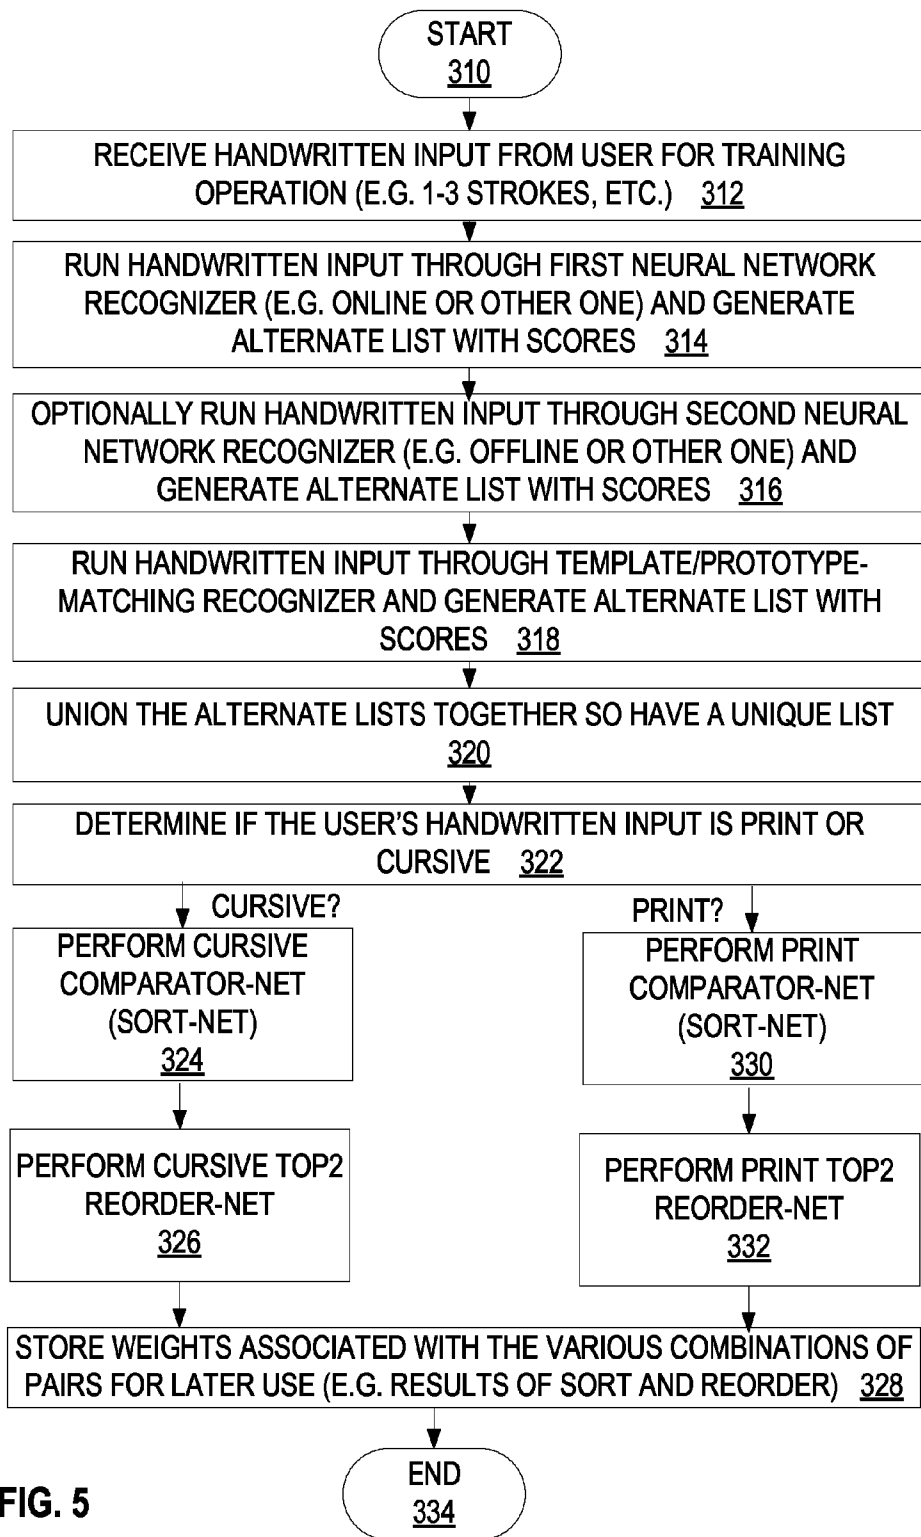 START
310
RECEIVE HANDWRITTEN INPUT FROM USER FOR TRAINING
OPERATION (E.G. 1-3 STROKES, ETC.) 312
RUN HANDWRITTEN INPUT THROUGH FIRST NEURAL NETWORK
RECOGNIZER (E.G. ONLINE OR OTHER ONE) AND GENERATE
ALTERNATE LIST WITH SCORES 314
OPTIONALLY RUN HANDWRITTEN INPUT THROUGH SECOND NEURAL
NETWORK RECOGNIZER (E.G. OFFLINE OR OTHER ONE) AND
GENERATE ALTERNATE LIST WITH SCORES 316
RUN HANDWRITTEN INPUT THROUGH TEMPLATE/PROTOTYPE-
MATCHING RECOGNIZER AND GENERATE ALTERNATE LIST WITH
SCORES 318
UNION THE ALTERNATE LISTS TOGETHER SO HAVE A UNIQUE LIST
320
DETERMINE IF THE USER'S HANDWRITTEN INPUT IS PRINT OR
CURSIVE 322
CURSIVE?
PERFORM CURSIVE
COMPARATOR-NET
(SORT-NET)
324
PERFORM CURSIVE TOP2
REORDER-NET
326
PRINT?
PERFORM PRINT
COMPARATOR-NET
(SORT-NET)
330
PERFORM PRINT TOP2
REORDER-NET
332
STORE WEIGHTS ASSOCIATED WITH THE VARIOUS COMBINATIONS OF
PAIRS FOR LATER USE (E.G. RESULTS OF SORT AND REORDER) 328
END
334
FIG. 5